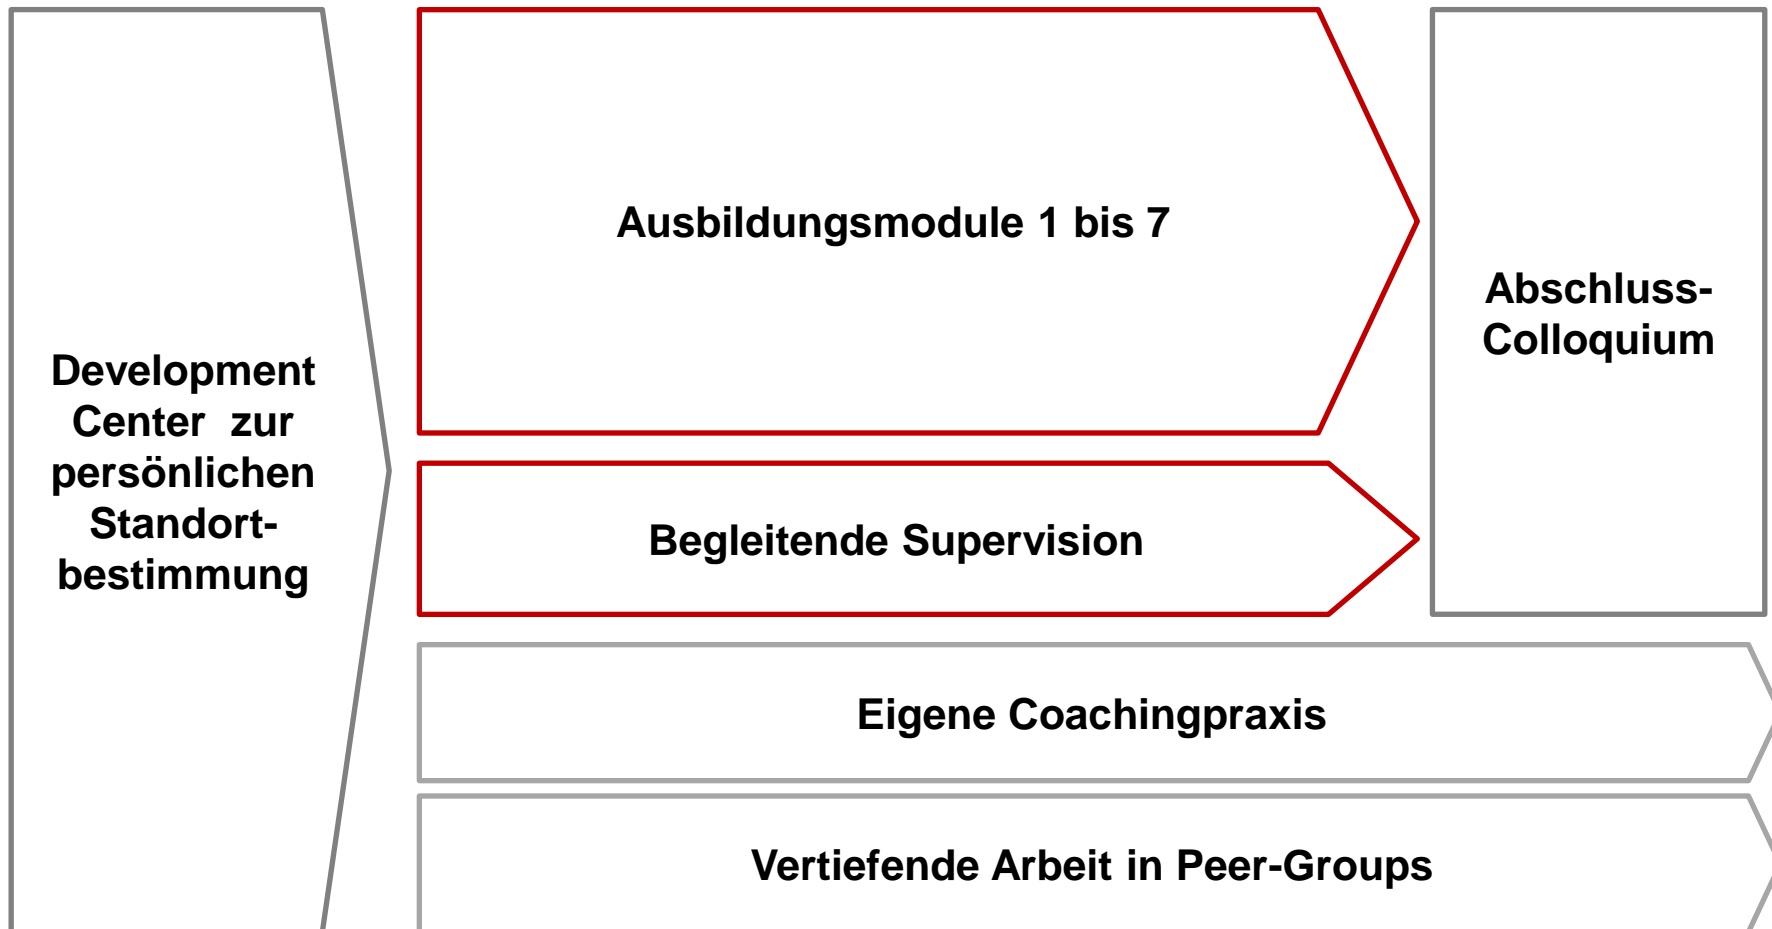 Development
Center  zur
persönlichen
Standort-
bestimmung
Ausbildungsmodule 1 bis 7
Begleitende Supervision
Eigene Coachingpraxis
Vertiefende Arbeit in Peer-Groups
Abschluss-
Colloquium